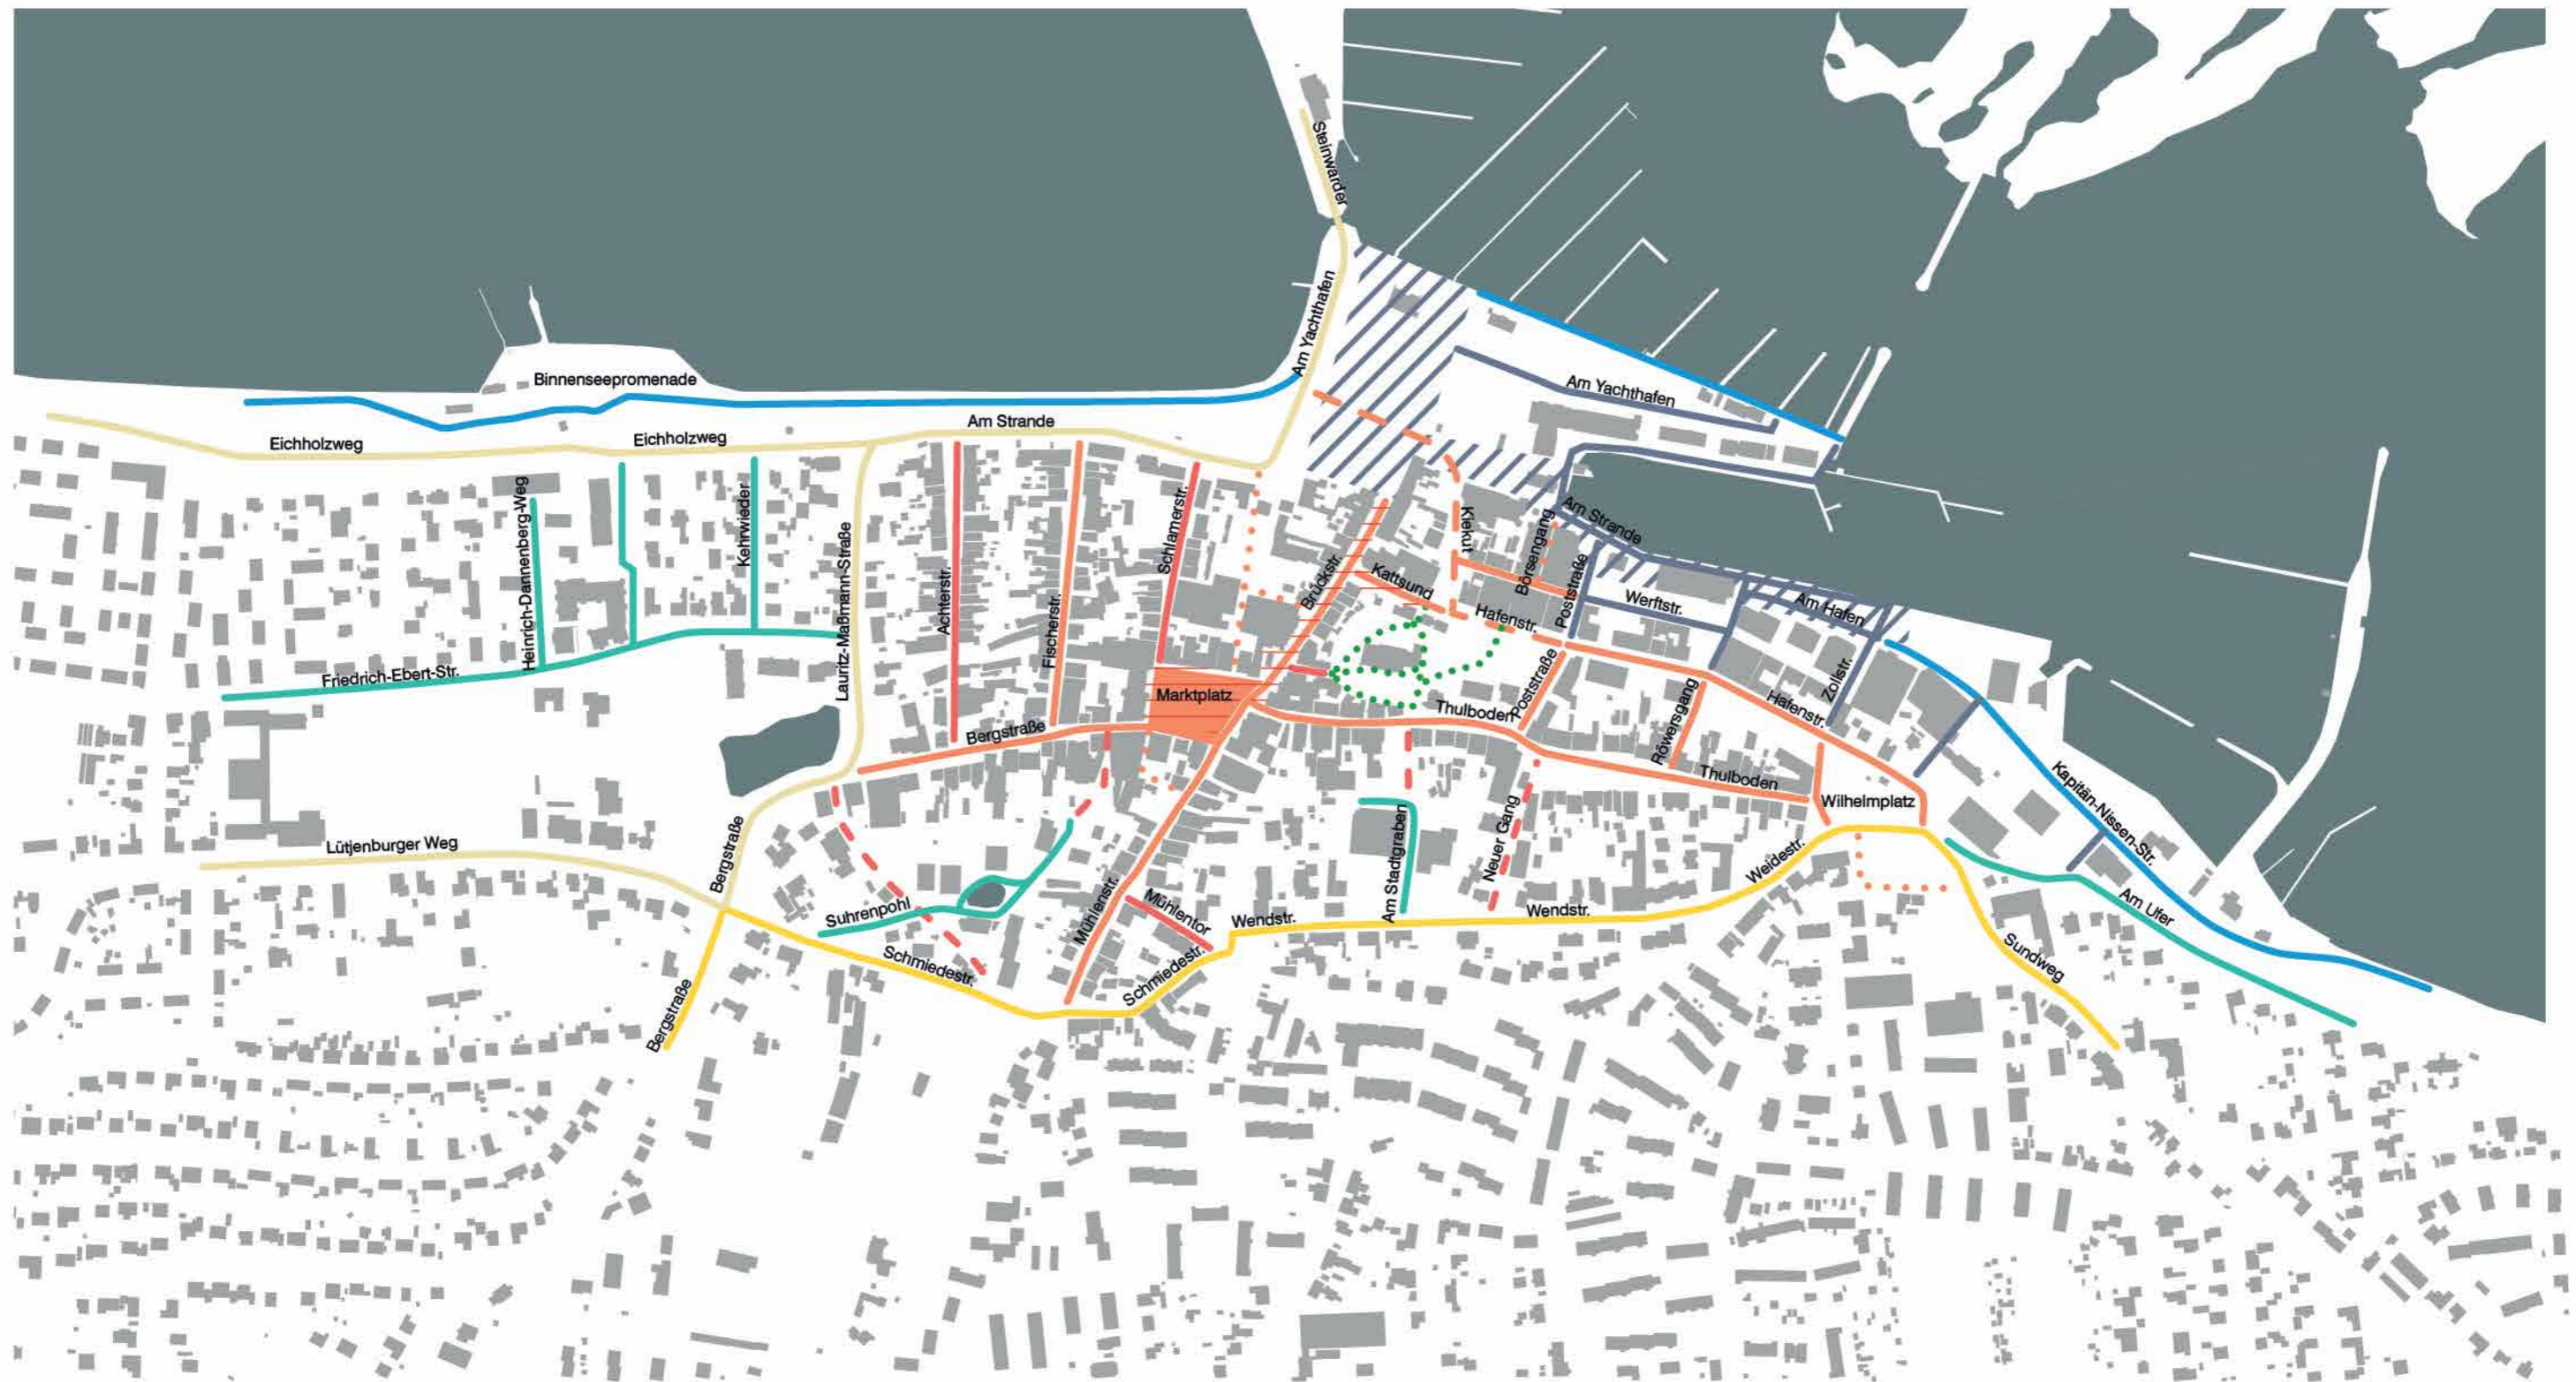 Steinwarder
Am Yachthafen
Binnenseepromenade
Am Yachthafen
Am Strande
Eichholzweg
Eichholzweg
Heinrich-Dannenberg-Weg
Kehrwieder
Lauritz-Maßmann-Straße
Achterstr.
Fischerstr.
Schlamerstr.
Brückstr.
Kattsund
Kiekut
Börsengang
Am Strande
Poststraße
Werftstr.
Am Hafen
Hafenstr.
Friedrich-Ebert-Str.
Marktplatz
Poststraße
Thulboden
Röwersgang
Zollstr.
Hafenstr.
Bergstraße
Thulboden
Wilhelmplatz
Kapitän-Nissen-Str.
Lütjenburger Weg
Bergstraße
Am Stadtgraben
Neuer Gang
Weidestr.
Suhrenpohl
Mühlenstr.
Mühlentor
Wendstr.
Wendstr.
Am Ufer
Schmiedestr.
Schmiedestr.
Sundweg
Bergstraße